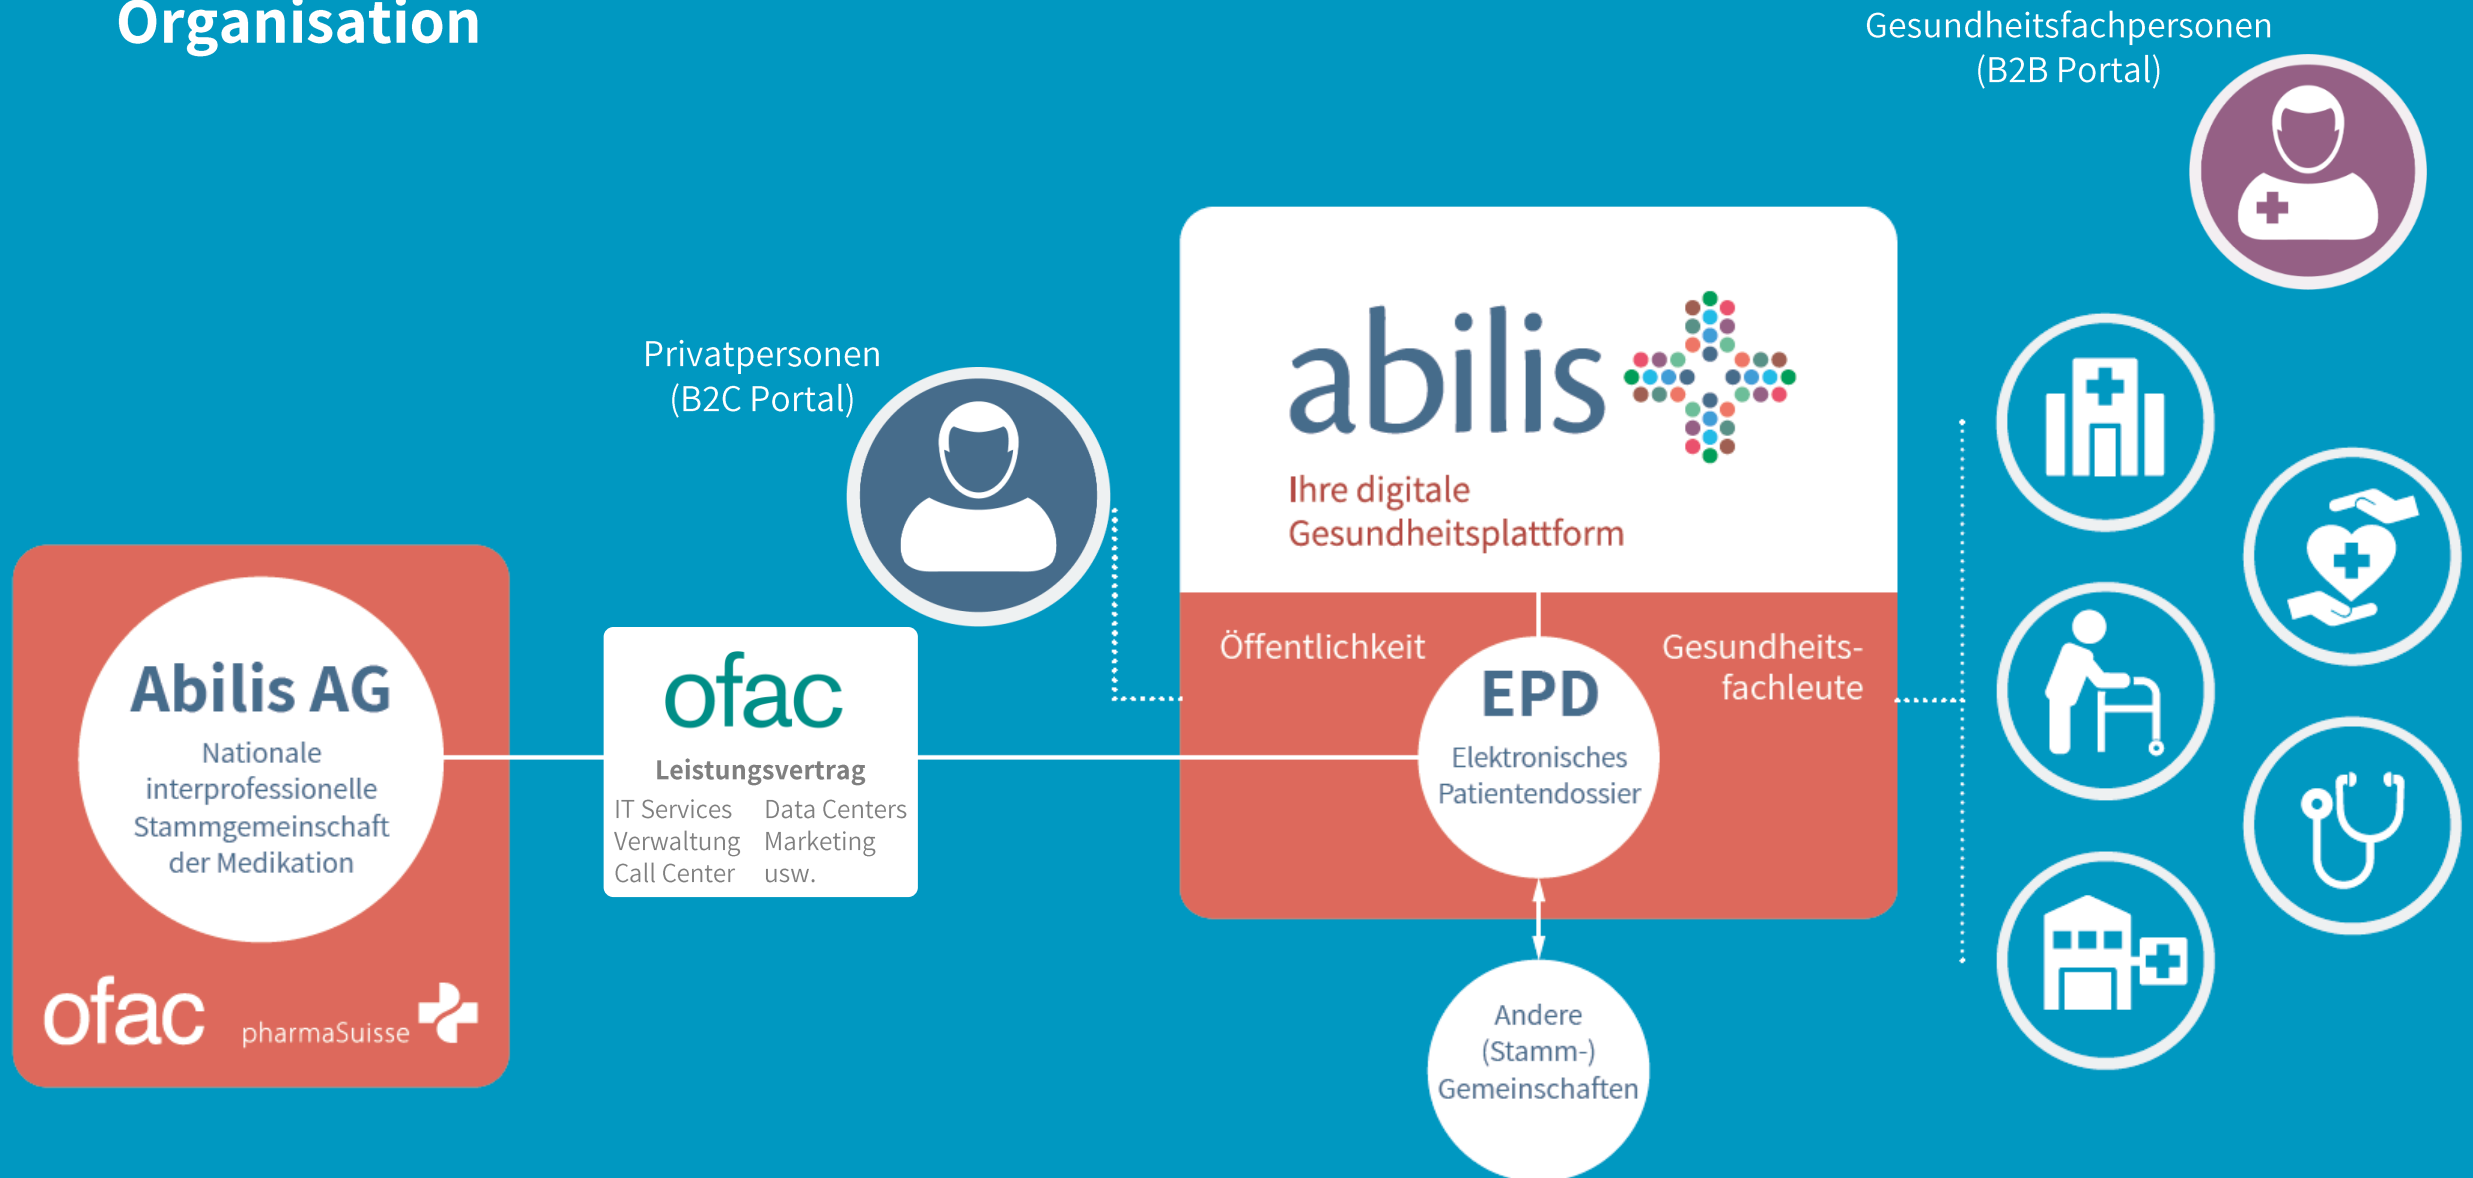 Organisation
Gesundheitsfachpersonen
(B2B Portal)
Privatpersonen
(B2C Portal)
abilis
Ihre digitale
Gesundheitsplattform
Abilis AG
Nationale
interprofessionelle
Stammgemeinschaft
der Medikation
ofac
pharmaSuisse
ofac
Leistungsvertrag
IT Services Data Centers
Verwaltung Marketing
Call Center usw.
Öffentlichkeit
Gesundheits-
fachleute
EPD
Elektronisches
Patientendossier
Andere
(Stamm-)
Gemeinschaften